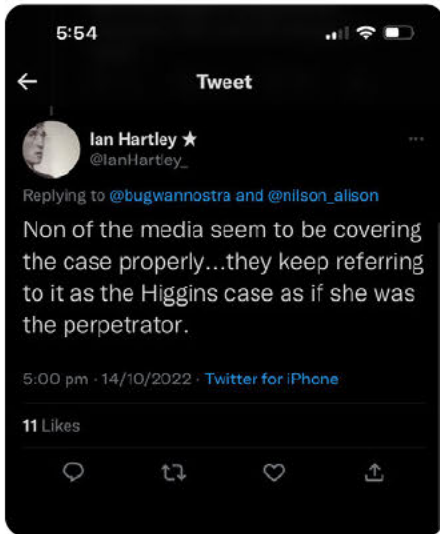 5:54
Tweet
Ian Hartley ★
@IanHartley_
Replying to @bugwannostra and @nilson_alison
Non of the media seem to be covering
the case properly...they keep referring
to it as the Higgins case as if she was
the perpetrator.
5:00 pm · 14/10/2022 · Twitter for iPhone
11 Likes